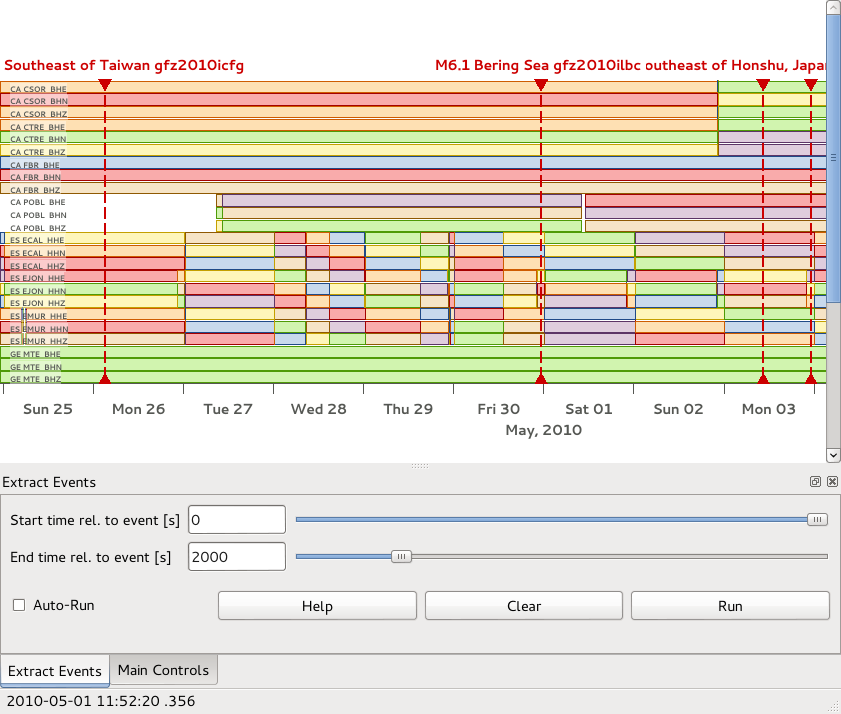 Southeast of Taiwan gfz2010icfg M6.1 Bering Sea gfz2010ilbc outheast of Honshu, Japa
CA CSOR BHE
CA CSOR BHN
CA CSOR BHZ
CA CTRE BHE
CA CTRE BHN
CA CTRE BHZ
CA FBR BHE
CA FBR BHN
CA FBR BHZ
CA POBL BHE
CA POBL BHN
CA POBL BHZ
ES ECAL HHE
ES ECAL HHN
ES ECAL HHZ
ES EJON HHE
ES EJON HHN
ES EJON HHZ
ES EMUR HHE
ES EMUR HHN
ES EMUR HHZ
GE MTE BHE
GE MTE BHN
GE MTE BHZ
Sun 25 Mon 26 Tue 27 Wed 28 Thu 29 Fri 30 Sat 01 Sun 02 Mon 03
May, 2010
Extract Events
Start time rel. to event [s] 0
End time rel. to event [s] 2000
Auto-Run Help Clear Run
Extract Events Main Controls
2010-05-01 11:52:20 .356